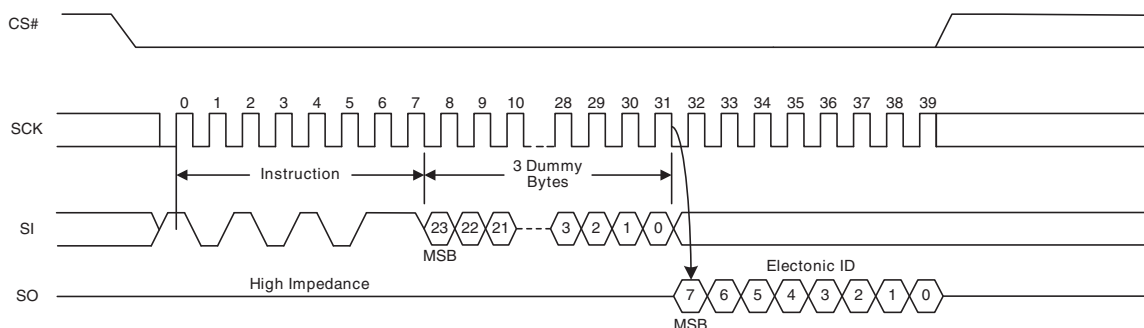 CS#
0 1 2 3 4 5 6 7 8 9 10 28 29 30 31 32 33 34 35 36 37 38 39
SCK
Instruction
3 Dummy
Bytes
SI
23 22 21 3 2 1 0
MSB
High Impedance
Electonic ID
SO
7 6 5 4 3 2 1 0
MSB